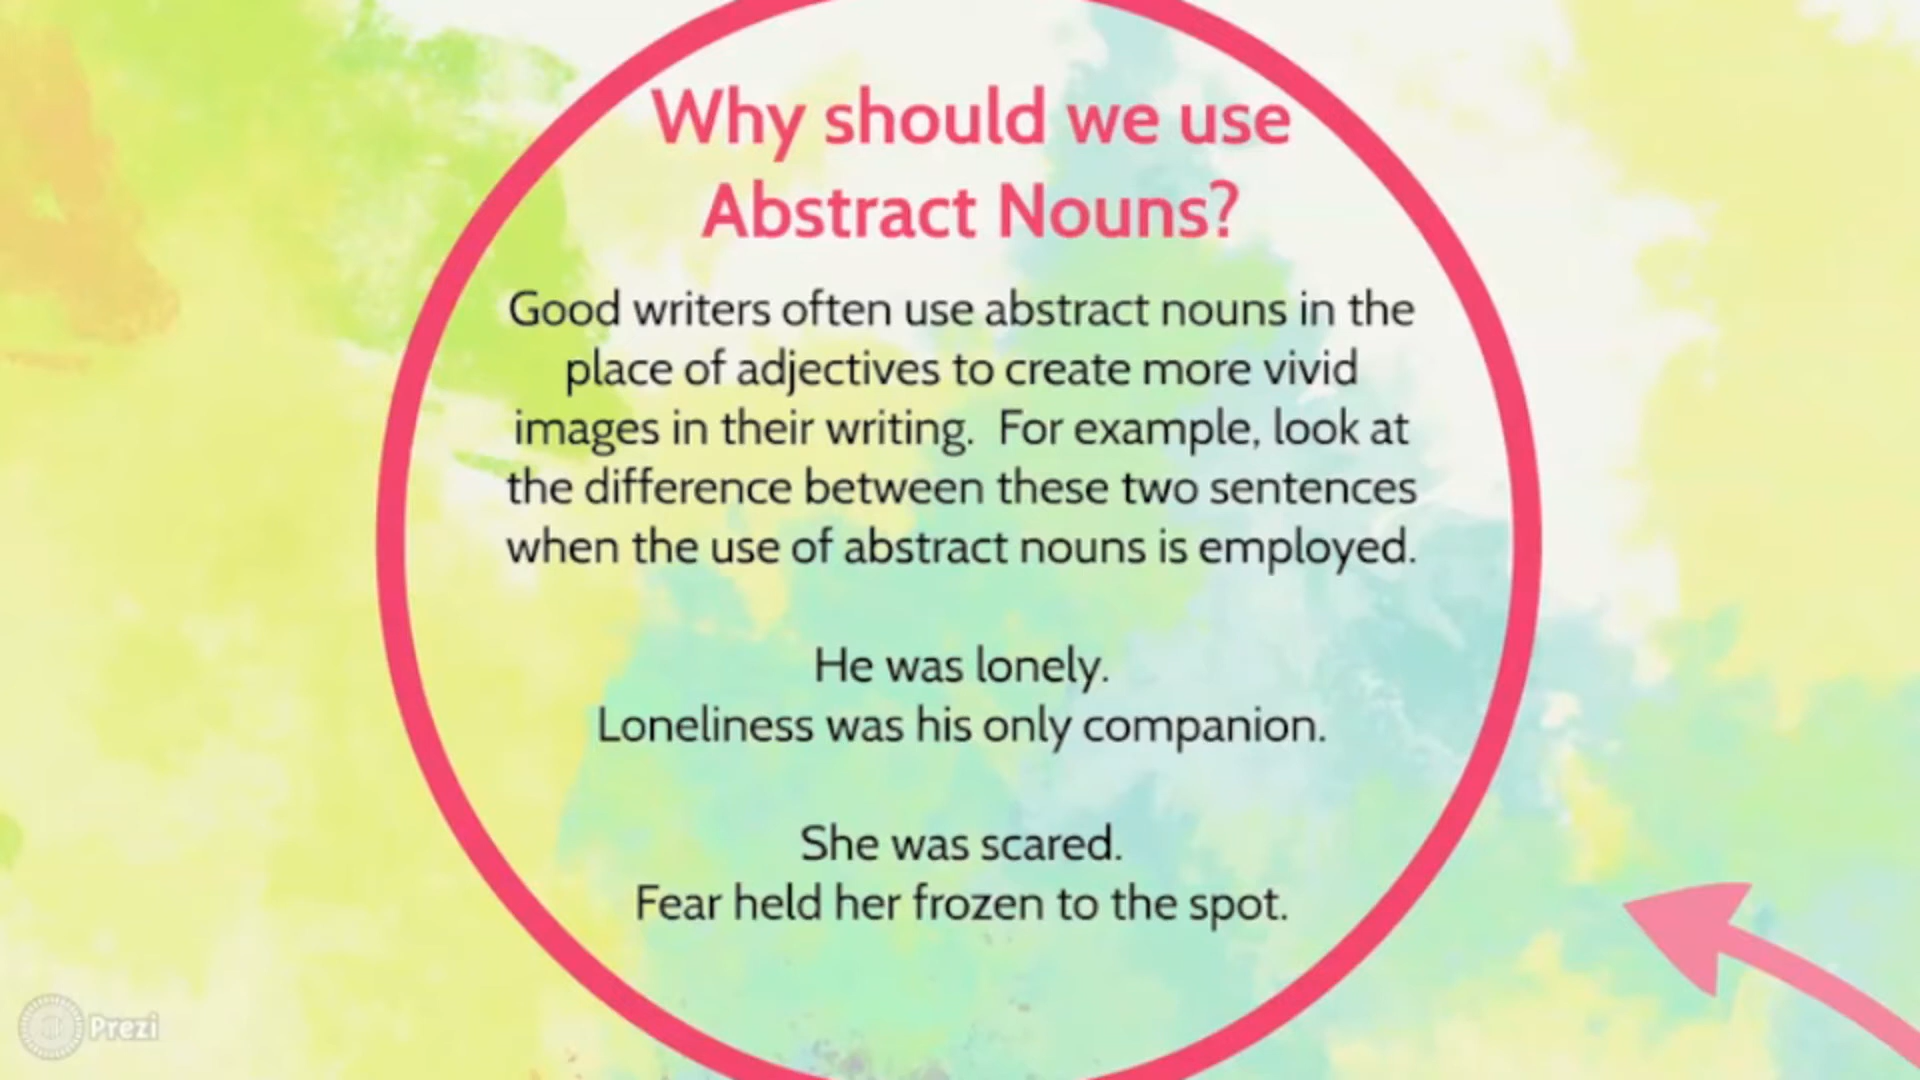 Why should we use
Abstract Nouns?
Good writers often use abstract nouns in the
place of adjectives to create more vivid
images in their writing.  For example, look at
the difference between these two sentences
when the use of abstract nouns is employed.
He was lonely.
Loneliness was his only companion.
She was scared.
Fear held her frozen to the spot.
Prezi